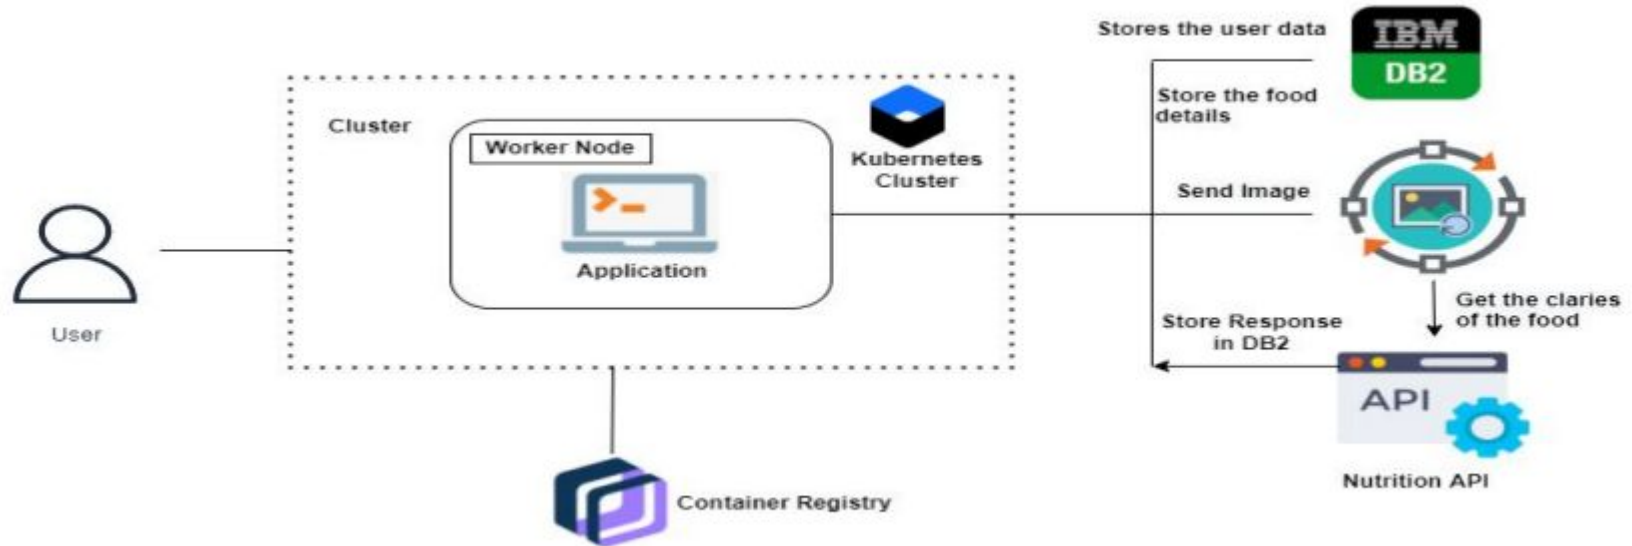 Stores the user data
IBM
DB2
Store the food
details
Cluster
Worker Node
Kubernetes
Cluster
Send Image
Application
User
Get the claries
of the food
Store Response
in DB2
API
Nutrition API
Container Registry